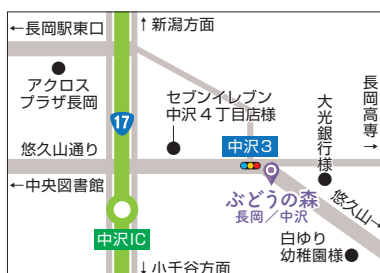 ←長岡駅東口
↑新潟方面
アクロス
プラザ長岡
17
セブンイレブン
中沢4丁目店様
大光銀行様
長岡高専→
悠久山通り
中沢3
←中央図書館
ぶどうの森
長岡/中沢
悠久山→
中沢IC
白ゆり
幼稚園様
↓小千谷方面